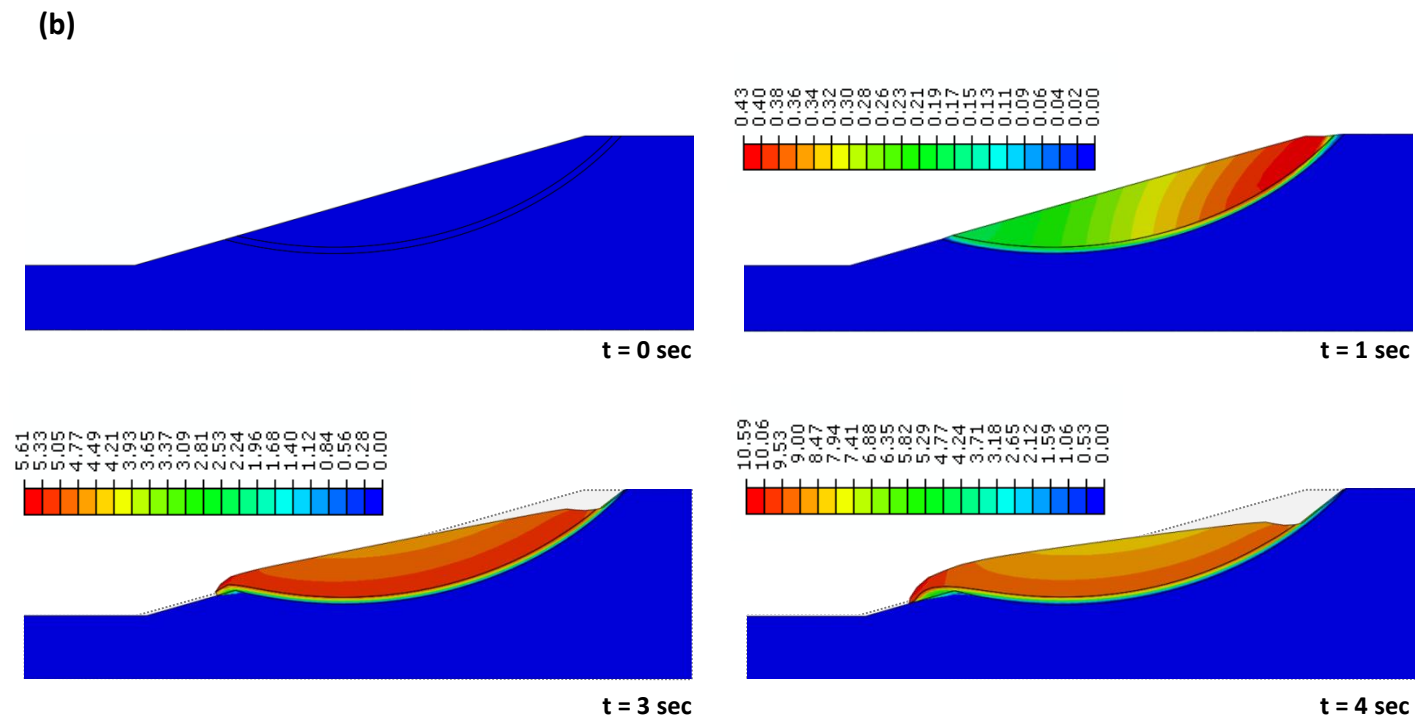 (b)
0.43 0.40 0.38 0.36 0.34 0.32 0.30 0.28 0.26 0.23 0.21 0.19 0.17 0.15 0.13 0.11 0.09 0.06 0.04 0.02 0.00
t = 0 sec
t = 1 sec
5.61 5.33 5.05 4.77 4.49 4.21 3.93 3.65 3.37 3.09 2.81 2.53 2.24 1.96 1.68 1.40 1.12 0.84 0.56 0.28 0.00
10.59 10.06 9.53 9.00 8.47 7.94 7.41 6.88 6.35 5.82 5.29 4.77 4.24 3.71 3.18 2.65 2.12 1.59 1.06 0.53 0.00
t = 3 sec
t = 4 sec